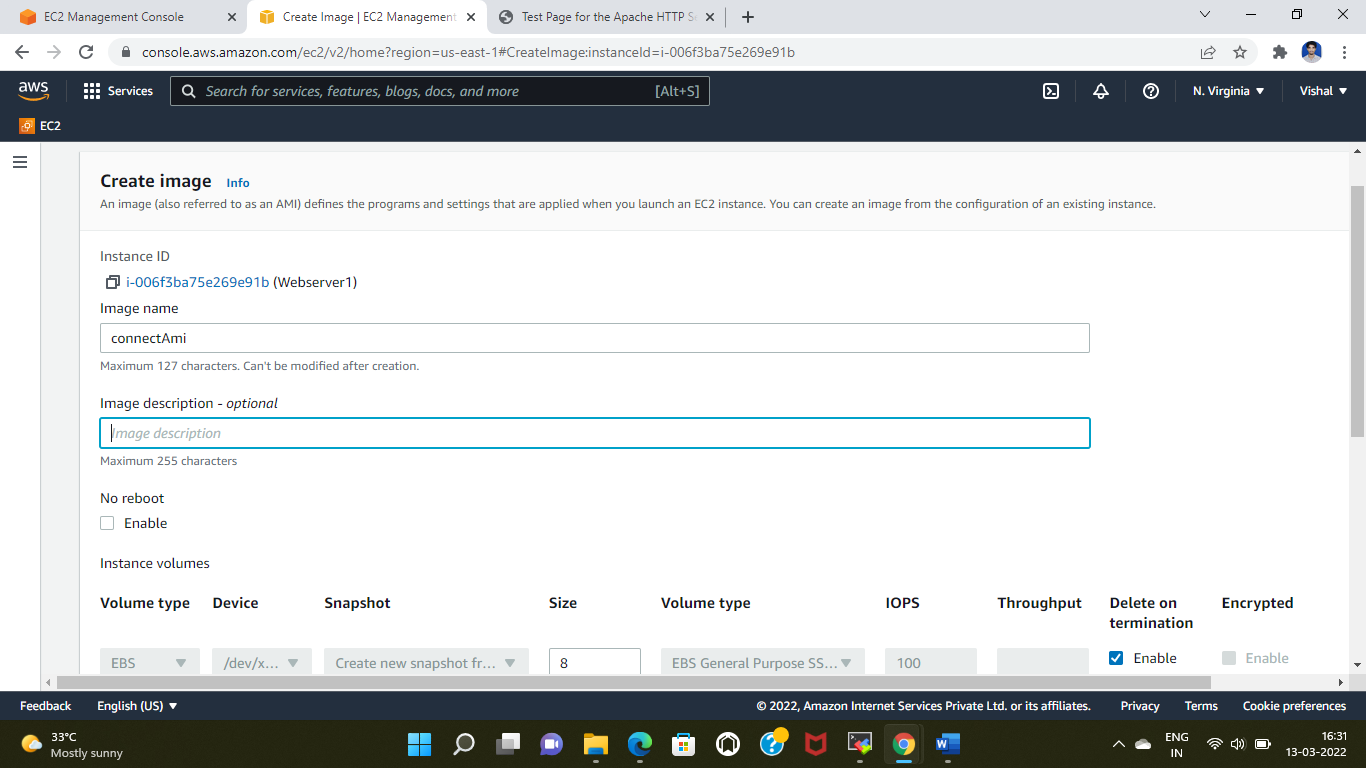 EC2 Management Console
Create Image | EC2 Management
Test Page for the Apache HTTP S
console.aws.amazon.com/ec2/v2/home?region=us-east-1#CreateImage:instanceId=i-006f3ba75e269e91b
aws
Services
Search for services, features, blogs, docs, and more
[Alt+S]
N. Virginia
Vishal
EC2
Create image Info
An image (also referred to as an AMI) defines the programs and settings that are applied when you launch an EC2 instance. You can create an image from the configuration of an existing instance.
Instance ID
i-006f3ba75e269e91b (Webserver1)
Image name
connectAmi
Maximum 127 characters. Can't be modified after creation.
Image description - optional
Image description
Maximum 255 characters
No reboot
Enable
Instance volumes
Volume type Device Snapshot Size Volume type IOPS Throughput Delete on termination Encrypted
EBS /dev/x... Create new snapshot fr... 8 EBS General Purpose SS... 100 Enable Enable
Feedback English (US) © 2022, Amazon Internet Services Private Ltd. or its affiliates. Privacy Terms Cookie preferences
33°C
Mostly sunny
ENG
IN
16:31
13-03-2022